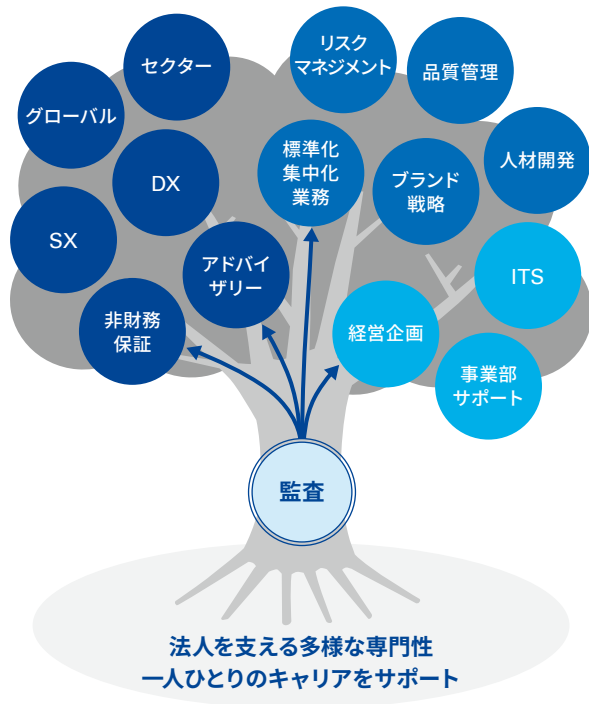 セクター
リスク
マネジメント
品質管理
グローバル
DX
標準化
集中化
業務
ブランド
戦略
人材開発
SX
アドバイ
ザリー
ITS
非財務
保証
経営企画
事業部
サポート
監査
法人を支える多様な専門性
一人ひとりのキャリアをサポート